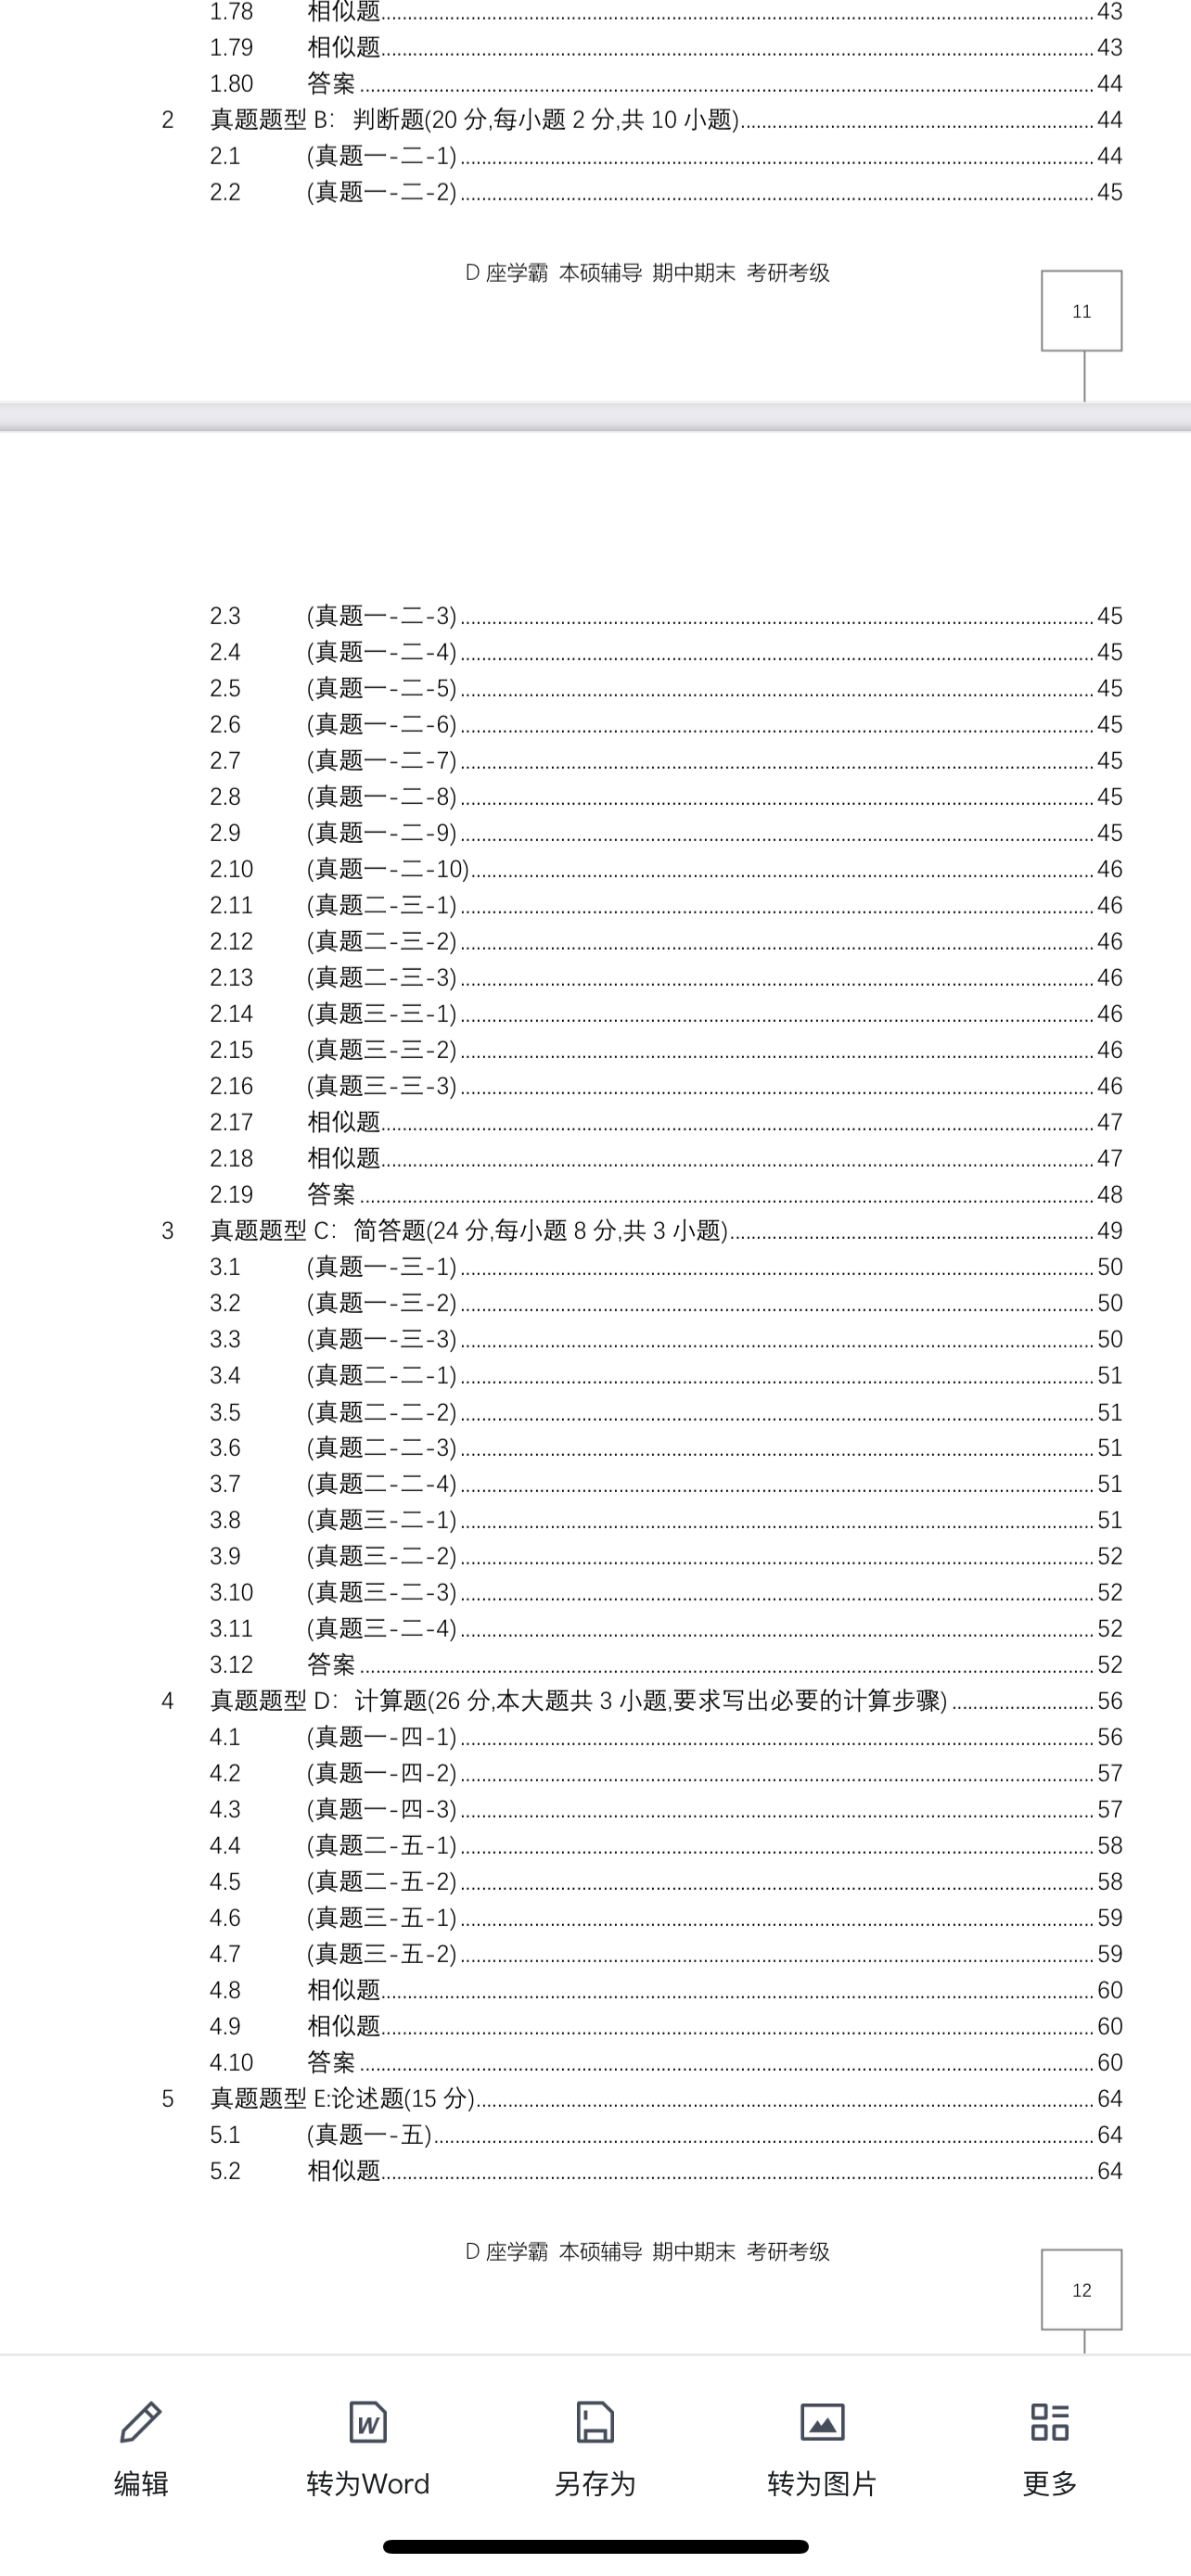 1.78 相似题 43
1.79 相似题 43
1.80 答案 44
2 真题题型 B: 判断题(20 分,每小题 2 分,共 10 小题) 44
2.1 (真题一-二-1) 44
2.2 (真题一-二-2) 45
D 座学霸 本硕辅导 期中期末 考研考级
11
2.3 (真题一-二-3) 45
2.4 (真题一-二-4) 45
2.5 (真题一-二-5) 45
2.6 (真题一-二-6) 45
2.7 (真题一-二-7) 45
2.8 (真题一-二-8) 45
2.9 (真题一-二-9) 45
2.10 (真题一-二-10) 46
2.11 (真题二-三-1) 46
2.12 (真题二-三-2) 46
2.13 (真题二-三-3) 46
2.14 (真题三-三-1) 46
2.15 (真题三-三-2) 46
2.16 (真题三-三-3) 46
2.17 相似题 47
2.18 相似题 47
2.19 答案 48
3 真题题型 C: 简答题(24 分,每小题 8 分,共 3 小题) 49
3.1 (真题一-三-1) 50
3.2 (真题一-三-2) 50
3.3 (真题一-三-3) 50
3.4 (真题二-二-1) 51
3.5 (真题二-二-2) 51
3.6 (真题二-二-3) 51
3.7 (真题二-二-4) 51
3.8 (真题三-二-1) 51
3.9 (真题三-二-2) 52
3.10 (真题三-二-3) 52
3.11 (真题三-二-4) 52
3.12 答案 52
4 真题题型 D: 计算题(26 分,本大题共 3 小题,要求写出必要的计算步骤) 56
4.1 (真题一-四-1) 56
4.2 (真题一-四-2) 57
4.3 (真题一-四-3) 57
4.4 (真题二-五-1) 58
4.5 (真题二-五-2) 58
4.6 (真题三-五-1) 59
4.7 (真题三-五-2) 59
4.8 相似题 60
4.9 相似题 60
4.10 答案 60
5 真题题型 E:论述题(15 分) 64
5.1 (真题一-五) 64
5.2 相似题 64
D 座学霸 本硕辅导 期中期末 考研考级
12
编辑 转为Word 另存为 转为图片 更多